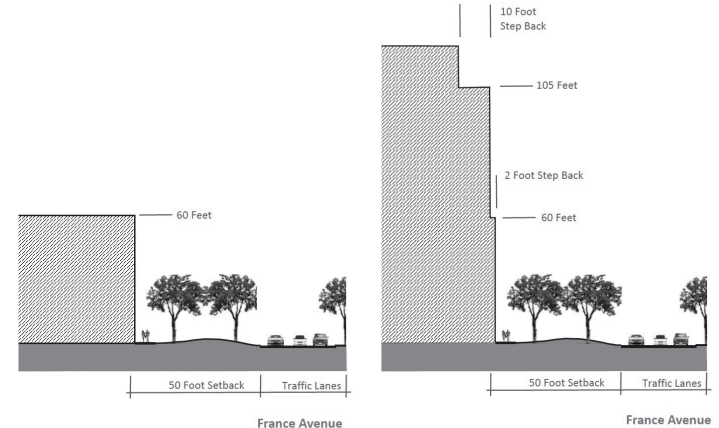 10 Foot
Step Back
105 Feet
2 Foot Step Back
60 Feet
60 Feet
50 Foot Setback
Traffic Lanes
50 Foot Setback
Traffic Lanes
France Avenue
France Avenue